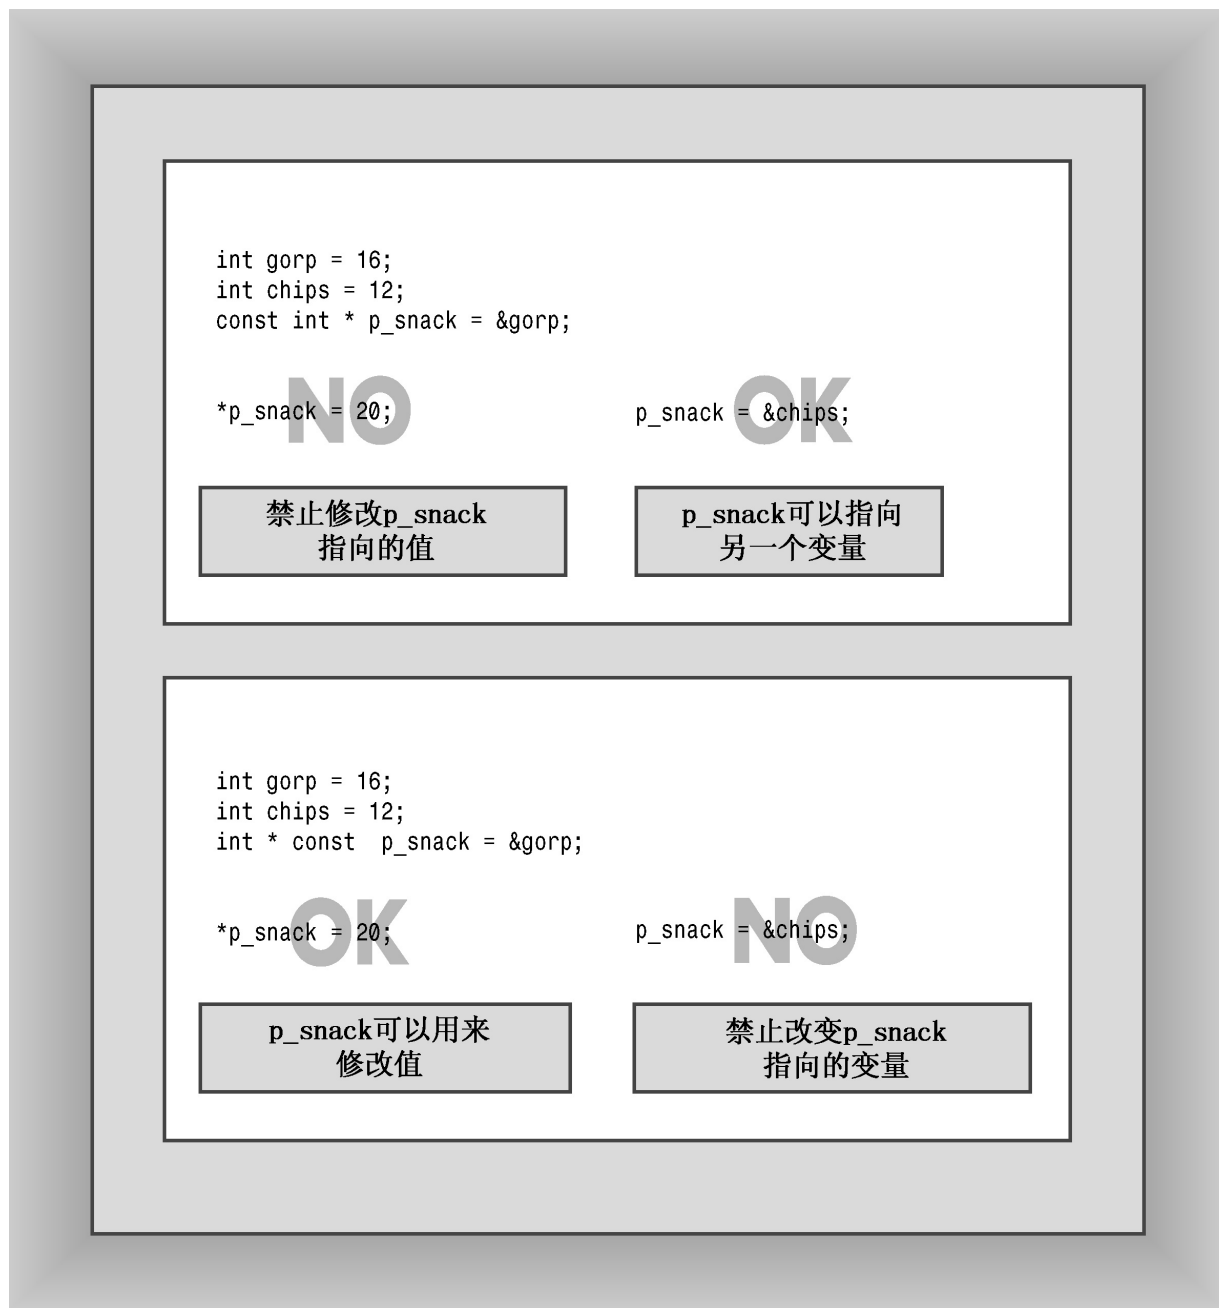 int gorp = 16;
int chips = 12;
const int * p_snack = &gorp;
*p_snack = 20;
NO
p_snack = &chips;
OK
禁止修改p_snack
指向的值
p_snack可以指向
另一个变量
int gorp = 16;
int chips = 12;
int * const  p_snack = &gorp;
*p_snack = 20;
OK
p_snack = &chips;
NO
p_snack可以用来
修改值
禁止改变p_snack
指向的变量